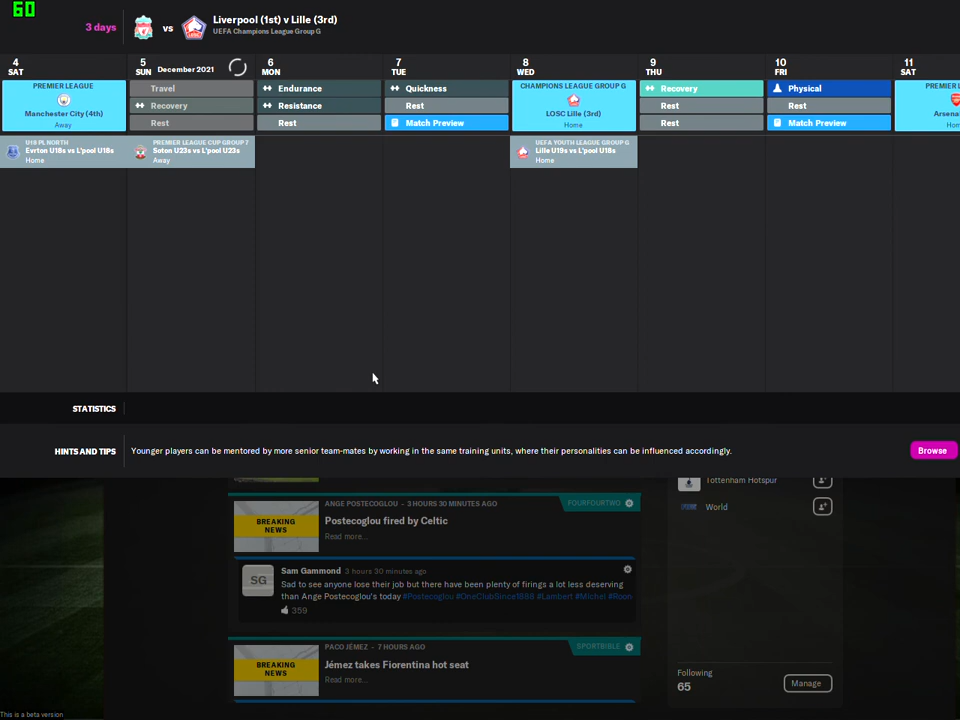 60
3 days
vs
Liverpool (1st) v Lille (3rd)
UEFA Champions League Group G
4
SAT
5
SUN December 2021
6
MON
7
TUE
8
WED
9
THU
10
FRI
11
SAT
PREMIER LEAGUE
Manchester City (4th)
Away
Travel
Recovery
Rest
Endurance
Resistance
Rest
Quickness
Rest
Match Preview
CHAMPIONS LEAGUE GROUP G
LOSC Lille (3rd)
Home
Recovery
Rest
Rest
Physical
Rest
Match Preview
PREMIER L
Arsena
Hom
U18 PL NORTH
Evrton U18s vs L'pool U18s
Home
PREMIER LEAGUE CUP GROUP 7
Soton U23s vs L'pool U23s
Away
UEFA YOUTH LEAGUE GROUP G
Lille U19s vs L'pool U18s
Home
STATISTICS
HINTS AND TIPS
Younger players can be mentored by more senior team-mates by working in the same training units, where their personalities can be influenced accordingly.
Browse
Tottenham Hotspur
World
BREAKING
NEWS
ANGE POSTECOGLOU - 3 HOURS 30 MINUTES AGO
FOURFOURTWO
Postecoglou fired by Celtic
Read more...
SG
Sam Gammond 3 hours 30 minutes ago
Sad to see anyone lose their job but there have been plenty of firings a lot less deserving
than Ange Postecoglou's today #Postecoglou #OneClubSince1888 #Lambert #Michel #Roon
359
BREAKING
NEWS
PACO JÉMEZ - 7 HOURS AGO
SPORTBIBLE
Jémez takes Fiorentina hot seat
Read more...
Following
65
Manage
This is a beta version